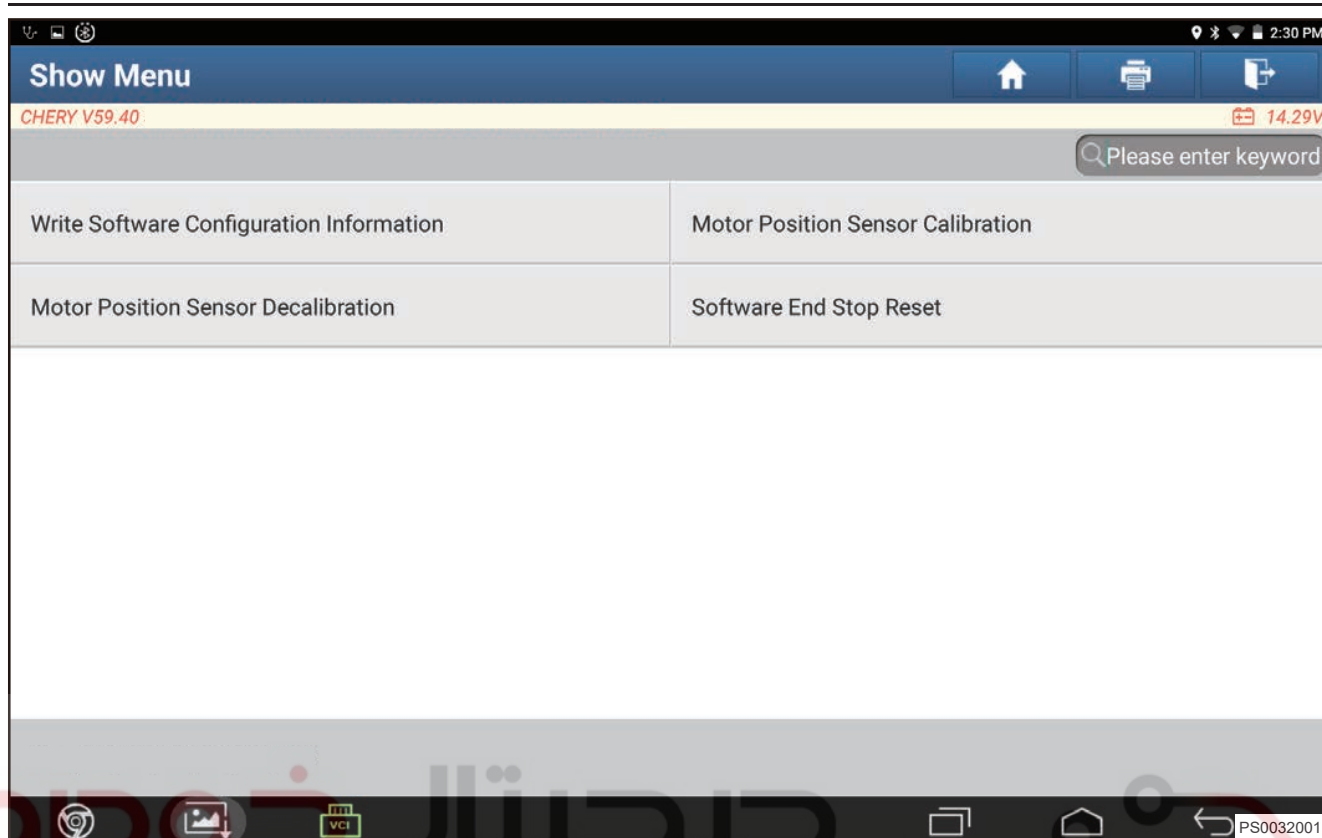 2:30 PM
Show Menu
CHERY V59.40
14.29V
Please enter keyword
Write Software Configuration Information
Motor Position Sensor Calibration
Motor Position Sensor Decalibration
Software End Stop Reset
VCI
PS0032001